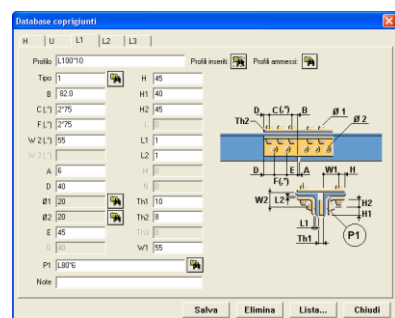 Database coprigiunti
H U L1 L2 L3
Profilo L100*10 Profili inseriti: Profili ammessi:
Tipo 1 H 45
B 82.0 H1 40
C (,") 2*75 H2 45
F (,") 2*75 L 0
W 2 (,") 55 L1 1
W 3 (,") L2 1
A 6 M 0
D 40 N 0
Ø1 20 Th1 10
Ø2 20 Th2 8
E 45 Th3 0
G 40 W1 55
P1 L80*6
Note
D C(,") B Ø 1
Th2
Ø 2
D E A W1 H
F(,")
W2 L2 H2
H1
L1
Th1 P1
Salva Elimina Lista... Chiudi